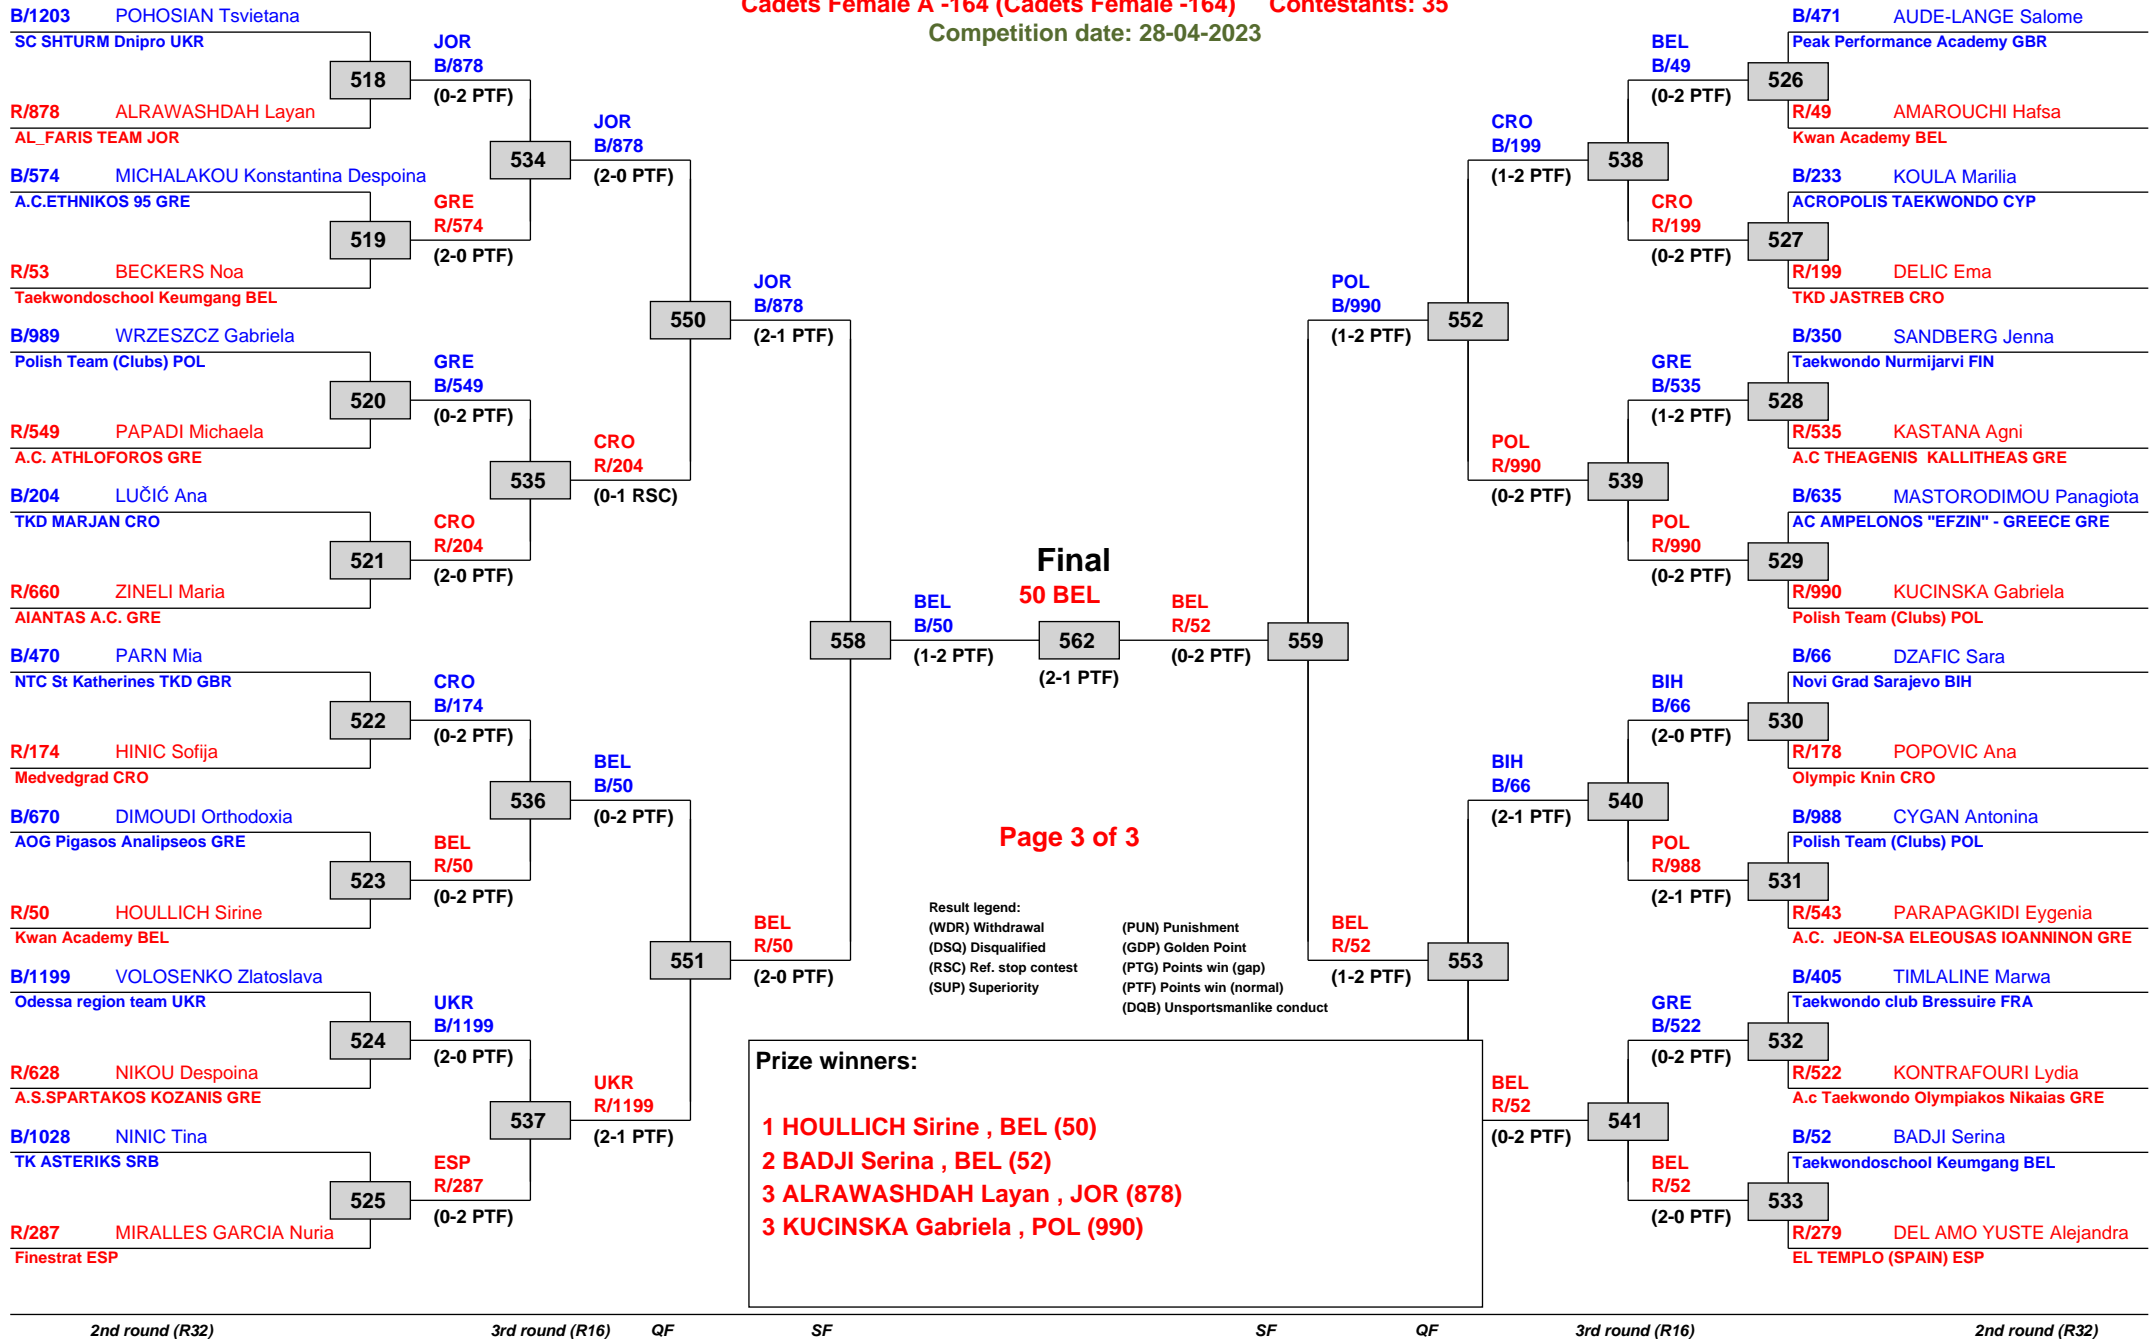 Cadets Female A -164 (Cadets Female -164) Contestants: 35
Competition date: 28-04-2023
B/1203 POHOSIAN Tsvietana
SC SHTURM Dnipro UKR
518
R/878 ALRAWASHDAH Layan
AL_FARIS TEAM JOR
B/574 MICHALAKOU Konstantina Despoina
A.C.ETHNIKOS 95 GRE
519
R/53 BECKERS Noa
Taekwondoschool Keumgang BEL
B/989 WRZESZCZ Gabriela
Polish Team (Clubs) POL
520
R/549 PAPADI Michaela
A.C. ATHLOFOROS GRE
B/204 LUČIĆ Ana
TKD MARJAN CRO
521
R/660 ZINELI Maria
AIANTAS A.C. GRE
B/470 PARN Mia
NTC St Katherines TKD GBR
522
R/174 HINIC Sofija
Medvedgrad CRO
B/670 DIMOUDI Orthodoxia
AOG Pigasos Analipseos GRE
523
R/50 HOULLICH Sirine
Kwan Academy BEL
B/1199 VOLOSENKO Zlatoslava
Odessa region team UKR
524
R/628 NIKOU Despoina
A.S.SPARTAKOS KOZANIS GRE
B/1028 NINIC Tina
TK ASTERIKS SRB
525
R/287 MIRALLES GARCIA Nuria
Finestrat ESP
JOR
B/878
(0-2 PTF)
534
GRE
R/574
(2-0 PTF)
GRE
B/549
(0-2 PTF)
535
CRO
R/204
(2-0 PTF)
CRO
B/174
(0-2 PTF)
536
BEL
R/50
(0-2 PTF)
UKR
B/1199
(2-0 PTF)
537
ESP
R/287
(0-2 PTF)
JOR
B/878
(2-0 PTF)
550
CRO
R/204
(0-1 RSC)
BEL
B/50
(0-2 PTF)
551
UKR
R/1199
(2-1 PTF)
JOR
B/878
(2-1 PTF)
558
BEL
R/50
(2-0 PTF)
BEL
B/50
(1-2 PTF)
Final
50 BEL
562
(2-1 PTF)
BEL
R/52
(0-2 PTF)
559
POL
B/990
(1-2 PTF)
552
BEL
R/52
(1-2 PTF)
553
CRO
B/199
(1-2 PTF)
538
POL
R/990
(0-2 PTF)
539
BIH
B/66
(2-1 PTF)
540
BEL
R/52
(0-2 PTF)
541
BEL
B/49
(0-2 PTF)
526
CRO
R/199
(0-2 PTF)
527
GRE
B/535
(1-2 PTF)
528
POL
R/990
(0-2 PTF)
529
BIH
B/66
(2-0 PTF)
530
POL
R/988
(2-1 PTF)
531
GRE
B/522
(0-2 PTF)
532
BEL
R/52
(2-0 PTF)
533
B/471 AUDE-LANGE Salome
Peak Performance Academy GBR
R/49 AMAROUCHI Hafsa
Kwan Academy BEL
B/233 KOULA Marilia
ACROPOLIS TAEKWONDO CYP
R/199 DELIC Ema
TKD JASTREB CRO
B/350 SANDBERG Jenna
Taekwondo Nurmijarvi FIN
R/535 KASTANA Agni
A.C THEAGENIS KALLITHEAS GRE
B/635 MASTORODIMOU Panagiota
AC AMPELONOS "EFZIN" - GREECE GRE
R/990 KUCINSKA Gabriela
Polish Team (Clubs) POL
B/66 DZAFIC Sara
Novi Grad Sarajevo BIH
R/178 POPOVIC Ana
Olympic Knin CRO
B/988 CYGAN Antonina
Polish Team (Clubs) POL
R/543 PARAPAGKIDI Eygenia
A.C. JEON-SA ELEOUSAS IOANNINON GRE
B/405 TIMLALINE Marwa
Taekwondo club Bressuire FRA
R/522 KONTRAFOURI Lydia
A.c Taekwondo Olympiakos Nikaias GRE
B/52 BADJI Serina
Taekwondoschool Keumgang BEL
R/279 DEL AMO YUSTE Alejandra
EL TEMPLO (SPAIN) ESP
Page 3 of 3
Result legend:
(WDR) Withdrawal (PUN) Punishment
(DSQ) Disqualified (GDP) Golden Point
(RSC) Ref. stop contest (PTG) Points win (gap)
(SUP) Superiority (PTF) Points win (normal)
(DQB) Unsportsmanlike conduct
Prize winners:
1 HOULLICH Sirine , BEL (50)
2 BADJI Serina , BEL (52)
3 ALRAWASHDAH Layan , JOR (878)
3 KUCINSKA Gabriela , POL (990)
2nd round (R32) 3rd round (R16) QF SF SF QF 3rd round (R16) 2nd round (R32)